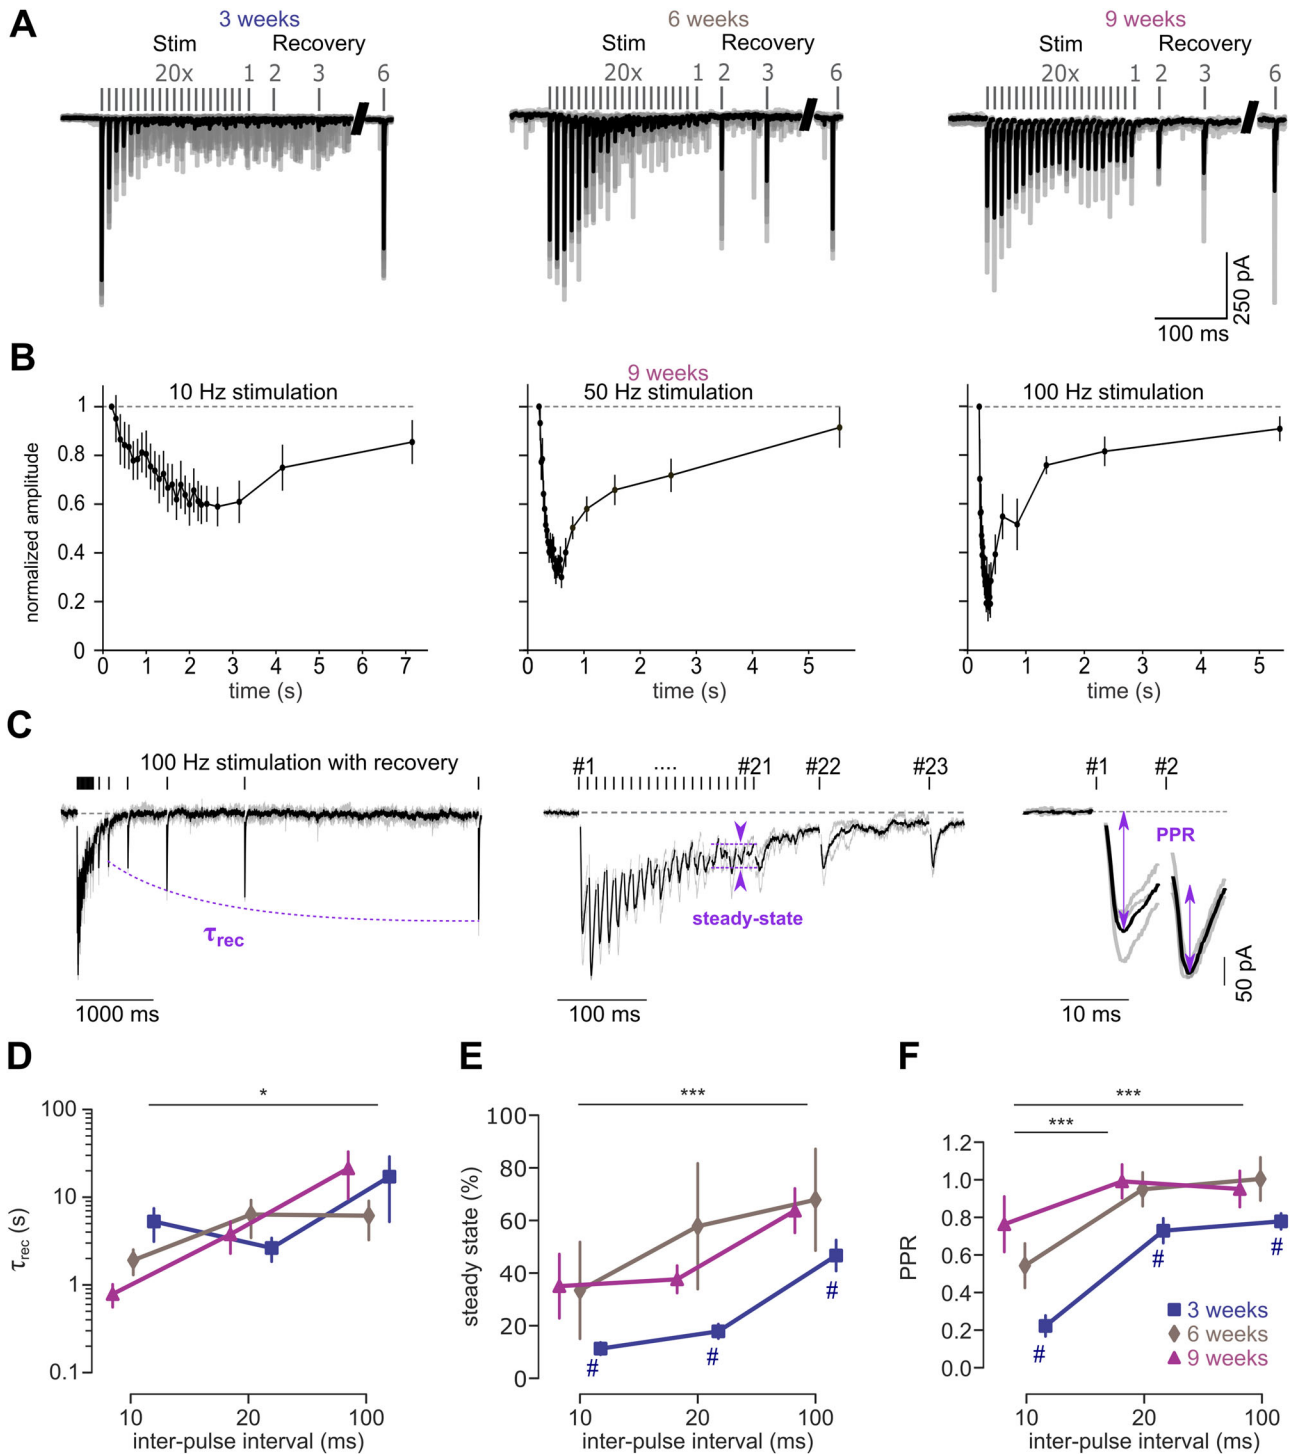 A
3 weeks
6 weeks
9 weeks
Stim
Recovery
Stim
Recovery
Stim
Recovery
20x
1
2
3
6
20x
1
2
3
6
20x
1
2
3
6
250 pA
100 ms
B
9 weeks
10 Hz stimulation
50 Hz stimulation
100 Hz stimulation
normalized amplitude
1
0.8
0.6
0.4
0.2
0
0 1 2 3 4 5 6 7
0 1 2 3 4 5
0 1 2 3 4 5
time (s)
time (s)
time (s)
C
100 Hz stimulation with recovery
#1
....
#21
#22
#23
#1
#2
PPR
steady-state
τrec
50 pA
1000 ms
100 ms
10 ms
D
*
τrec (s)
100
10
1
0.1
10
20
100
inter-pulse interval (ms)
E
***
steady state (%)
100
80
60
40
20
0
#
#
#
10
20
100
inter-pulse interval (ms)
F
***
***
PPR
1.2
1.0
0.8
0.6
0.4
0.2
0.0
#
#
#
3 weeks
6 weeks
9 weeks
10
20
100
inter-pulse interval (ms)